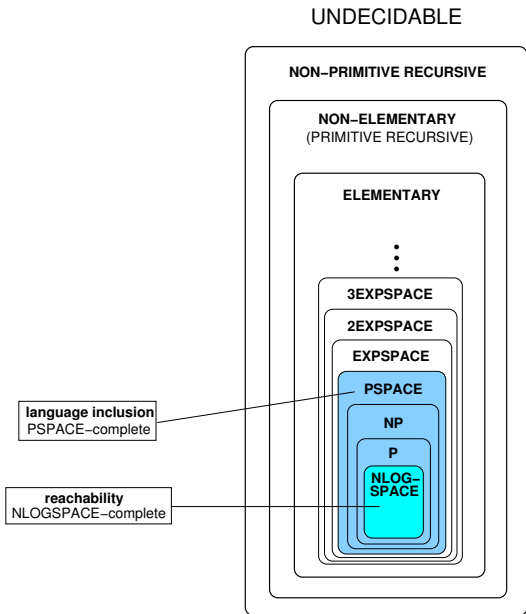 UNDECIDABLE
NON−PRIMITIVE RECURSIVE
NON−ELEMENTARY
(PRIMITIVE RECURSIVE)
ELEMENTARY
3EXPSPACE
2EXPSPACE
EXPSPACE
PSPACE
language inclusion
PSPACE−complete
NP
P
NLOG−
SPACE
reachability
NLOGSPACE−complete